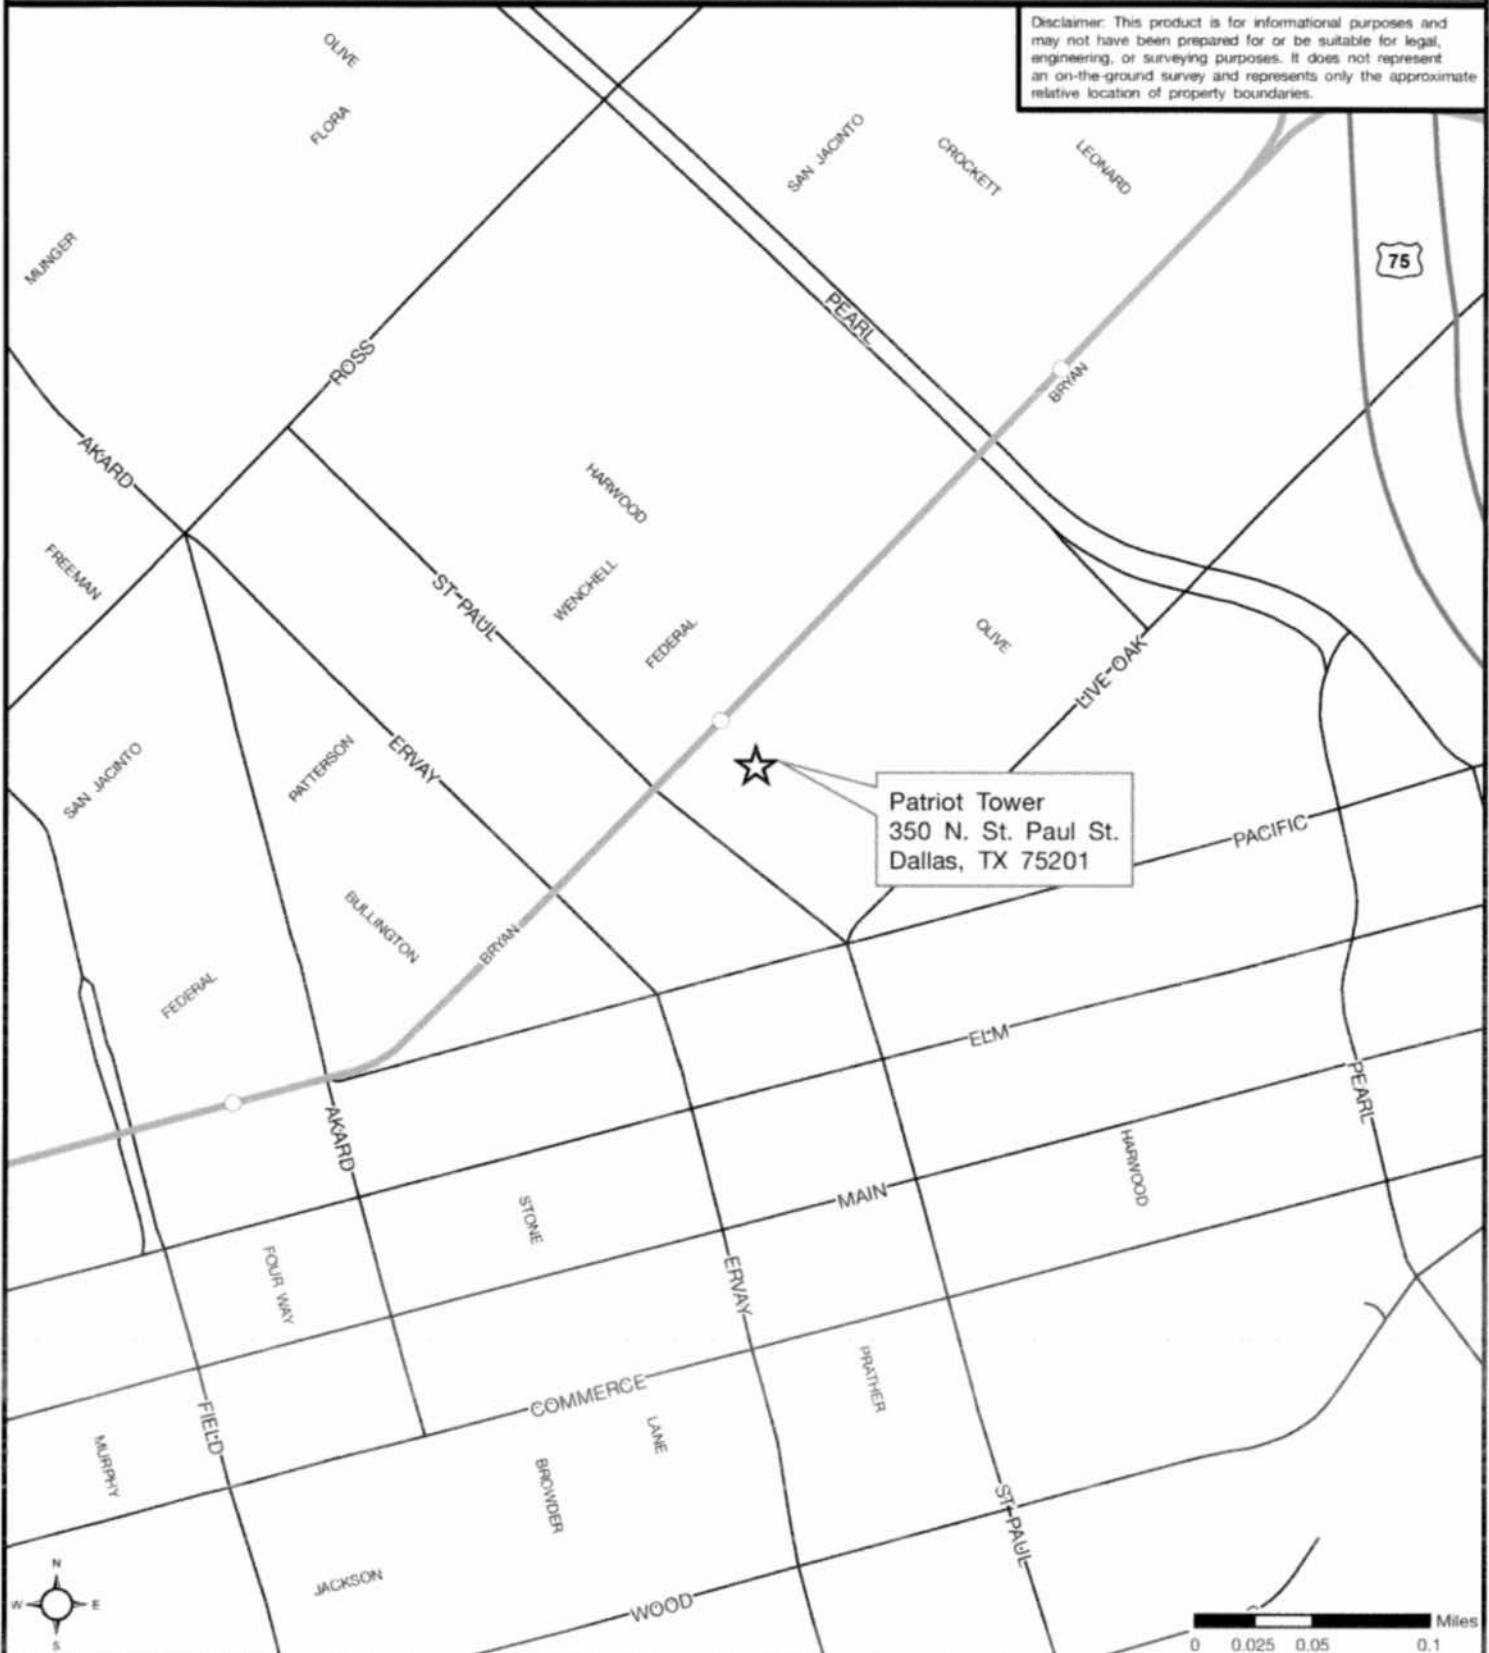 Disclaimer: This product is for informational purposes and
may not have been prepared for or be suitable for legal,
engineering, or surveying purposes. It does not represent
an on-the-ground survey and represents only the approximate
relative location of property boundaries.
OLIVE
FLORA
SAN JACINTO
CROCKETT
LEONARD
MUNGER
75
PEARL
ROSS
BRYAN
AKARD
HARWOOD
FREEMAN
ST PAUL
WENCHELL
FEDERAL
OLIVE
LIVE OAK
SAN JACINTO
PATTERSON
ERVAY
Patriot Tower
350 N. St. Paul St.
Dallas, TX 75201
PACIFIC
BULLINGTON
BRYAN
FEDERAL
ELM
PEARL
AKARD
HARWOOD
MAIN
STONE
FOUR WAY
ERVAY
PRATHER
COMMERCE
FIELD
LANE
MURPHY
BROWDER
ST PAUL
JACKSON
WOOD
N
W E
S
Miles
0 0.025 0.05 0.1